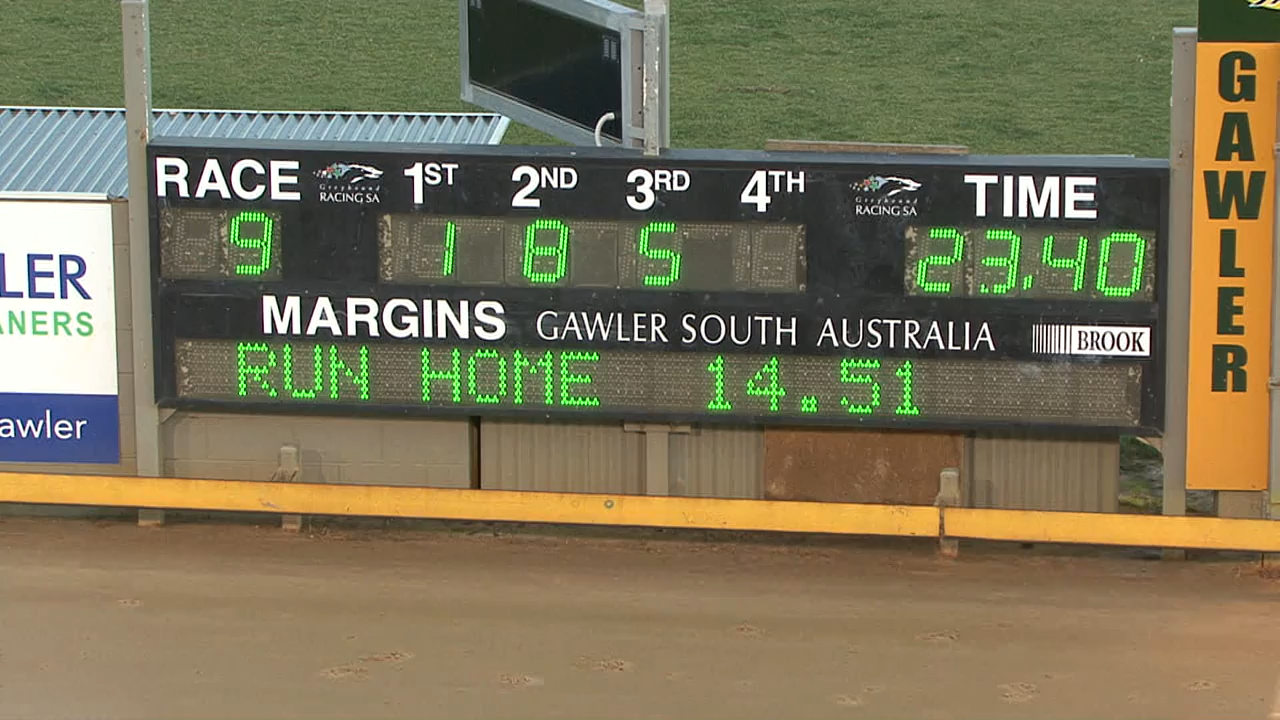 RACE
Greyhound
RACING SA
1ST
2ND
3RD
4TH
Greyhound
RACING SA
TIME
9
1
8
5
23.40
MARGINS
GAWLER SOUTH AUSTRALIA
BROOK
RUN HOME 14.51
LER
ANERS
awler
GAWLER